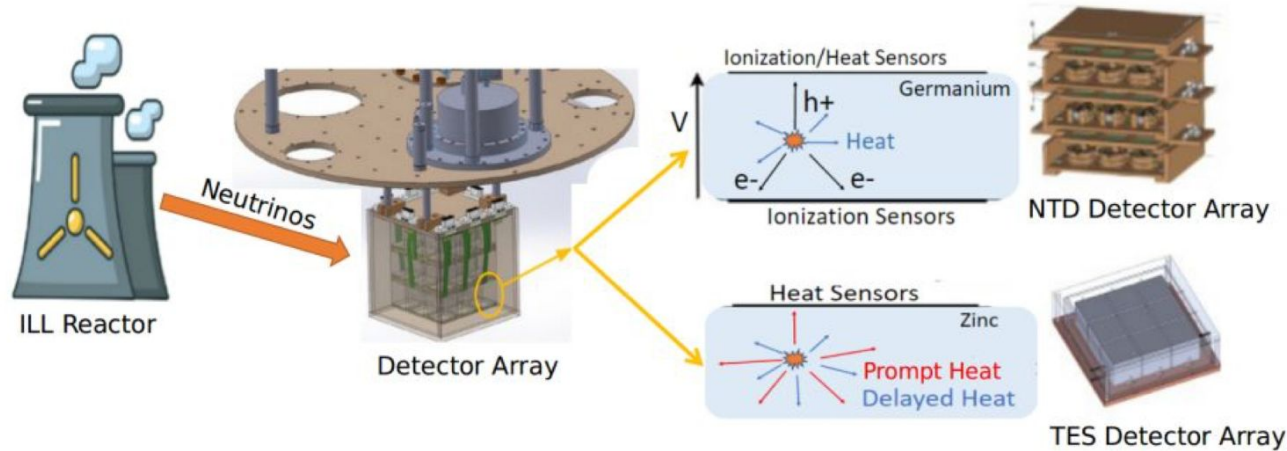 Neutrinos
ILL Reactor
Detector Array
Ionization/Heat Sensors
Germanium
V
h+
Heat
e-
e-
Ionization Sensors
NTD Detector Array
Heat Sensors
Zinc
Prompt Heat
Delayed Heat
TES Detector Array